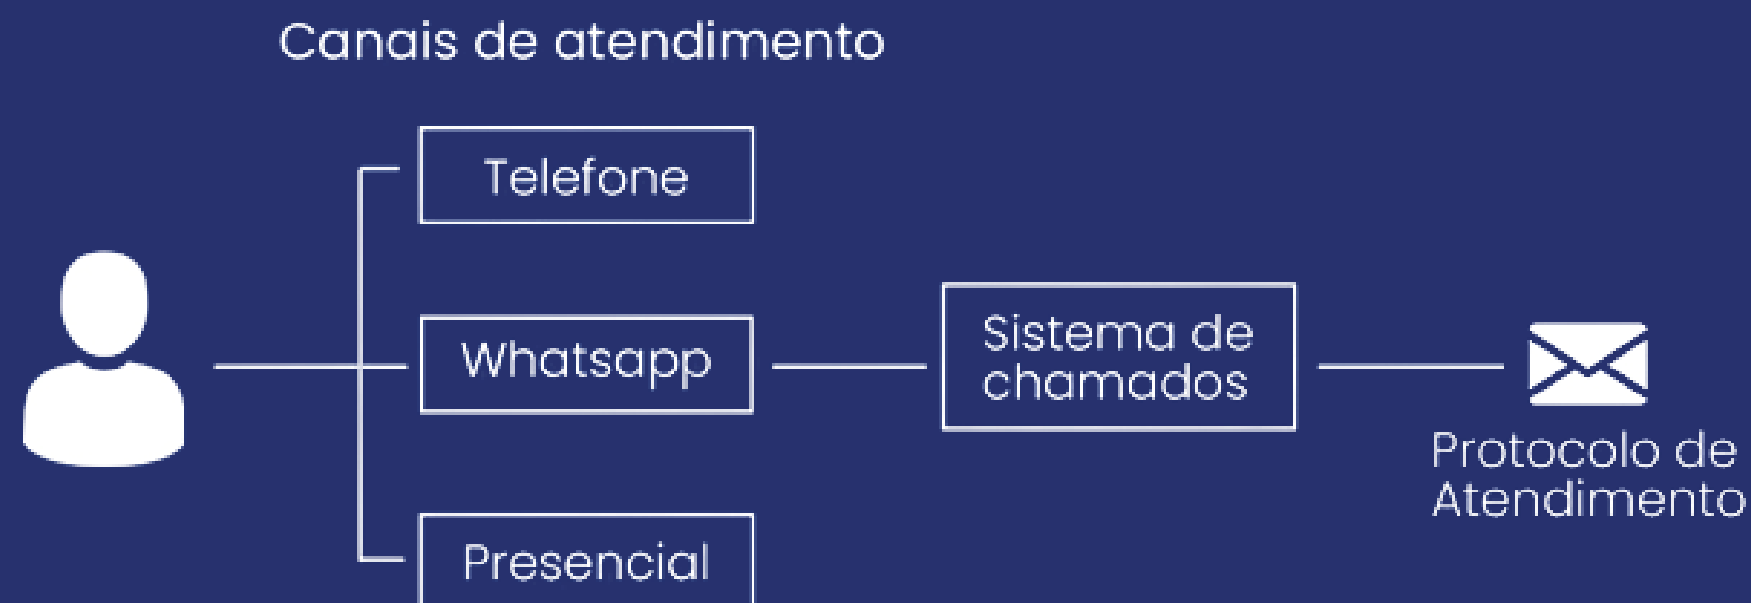 Canais de atendimento
Telefone
Whatsapp
Sistema de
chamados
Protocolo de
Atendimento
Presencial